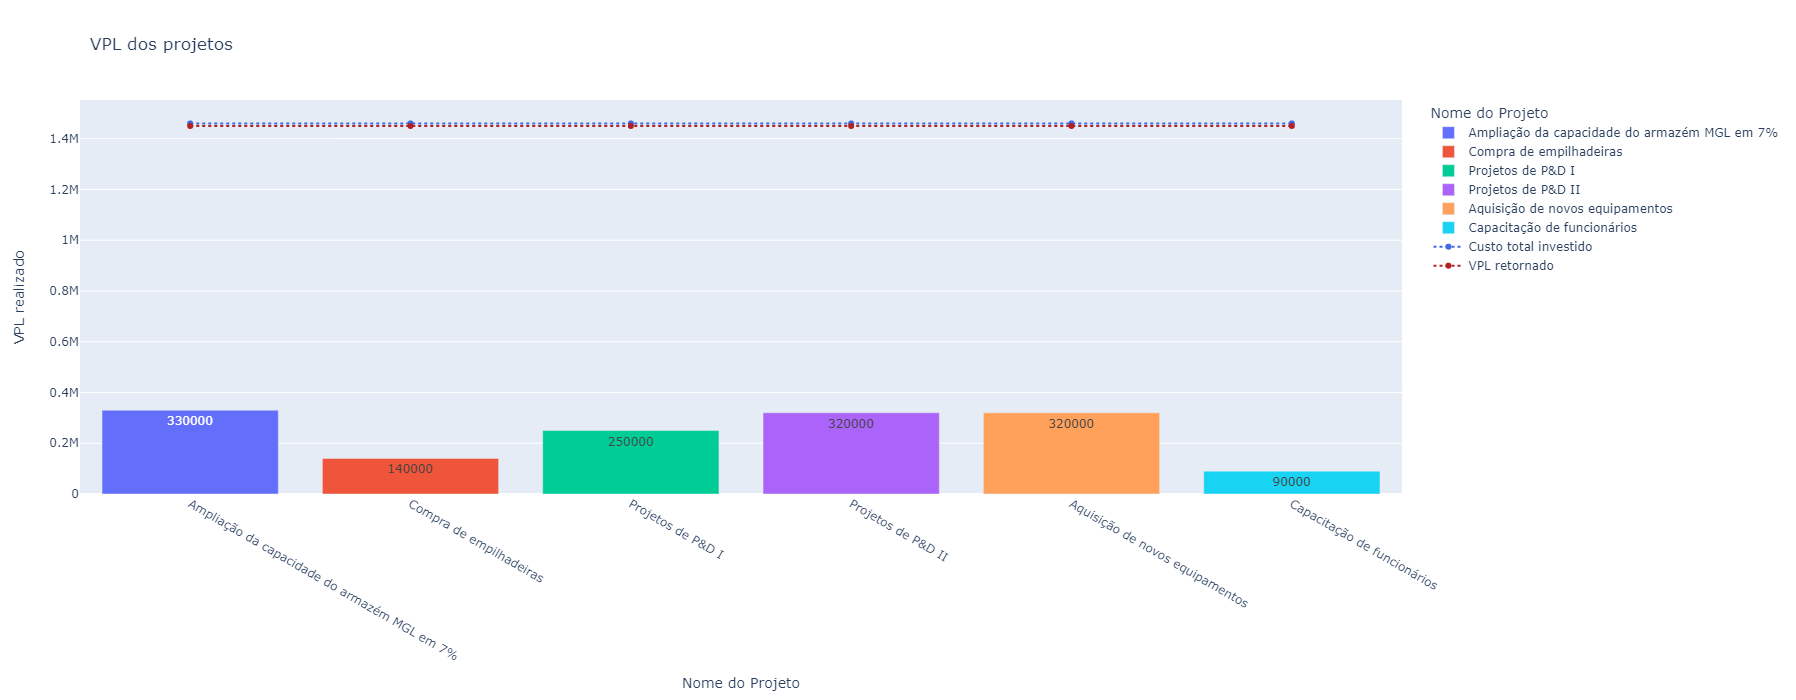 VPL dos projetos
VPL realizado
1.4M
1.2M
1M
0.8M
0.6M
0.4M
0.2M
0
330000
140000
250000
320000
320000
90000
Ampliação da capacidade do armazém MGL em 7%
Compra de empilhadeiras
Projetos de P&D I
Projetos de P&D II
Aquisição de novos equipamentos
Capacitação de funcionários
Nome do Projeto
Nome do Projeto
Ampliação da capacidade do armazém MGL em 7%
Compra de empilhadeiras
Projetos de P&D I
Projetos de P&D II
Aquisição de novos equipamentos
Capacitação de funcionários
Custo total investido
VPL retornado